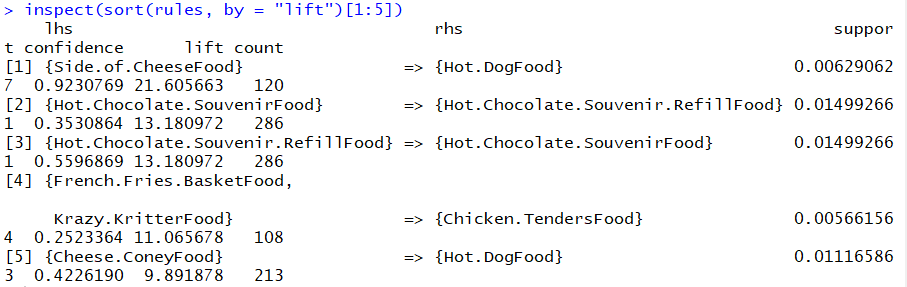 > inspect(sort(rules, by = "lift")[1:5])
    lhs                                     rhs                                    suppor
t confidence      lift count
[1] {Side.of.CheeseFood}                 => {Hot.DogFood}                      0.00629062
7  0.9230769 21.605663   120
[2] {Hot.Chocolate.SouvenirFood}         => {Hot.Chocolate.Souvenir.RefillFood} 0.01499266
1  0.3530864 13.180972   286
[3] {Hot.Chocolate.Souvenir.RefillFood} => {Hot.Chocolate.SouvenirFood}       0.01499266
1  0.5596869 13.180972   286
[4] {French.Fries.BasketFood,
     Krazy.KritterFood}                  => {Chicken.TendersFood}              0.00566156
4  0.2523364 11.065678   108
[5] {Cheese.ConeyFood}                   => {Hot.DogFood}                      0.01116586
3  0.4226190  9.891878   213